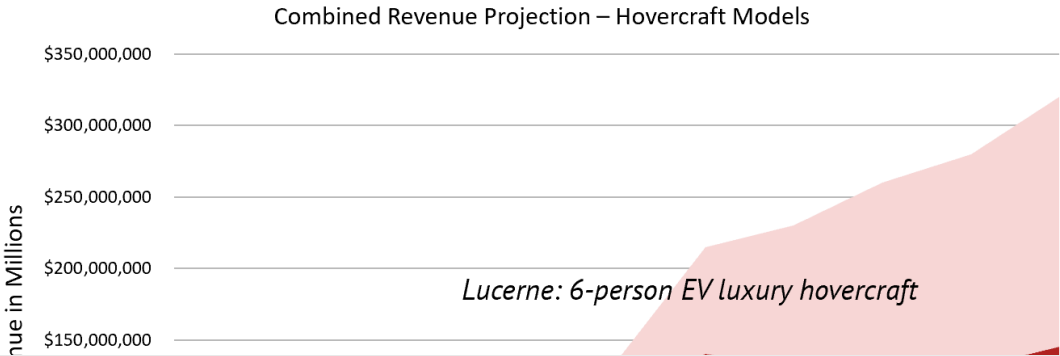 Combined Revenue Projection – Hovercraft Models
$350,000,000
$300,000,000
$250,000,000
$200,000,000
$150,000,000
in Millions
Lucerne: 6-person EV luxury hovercraft